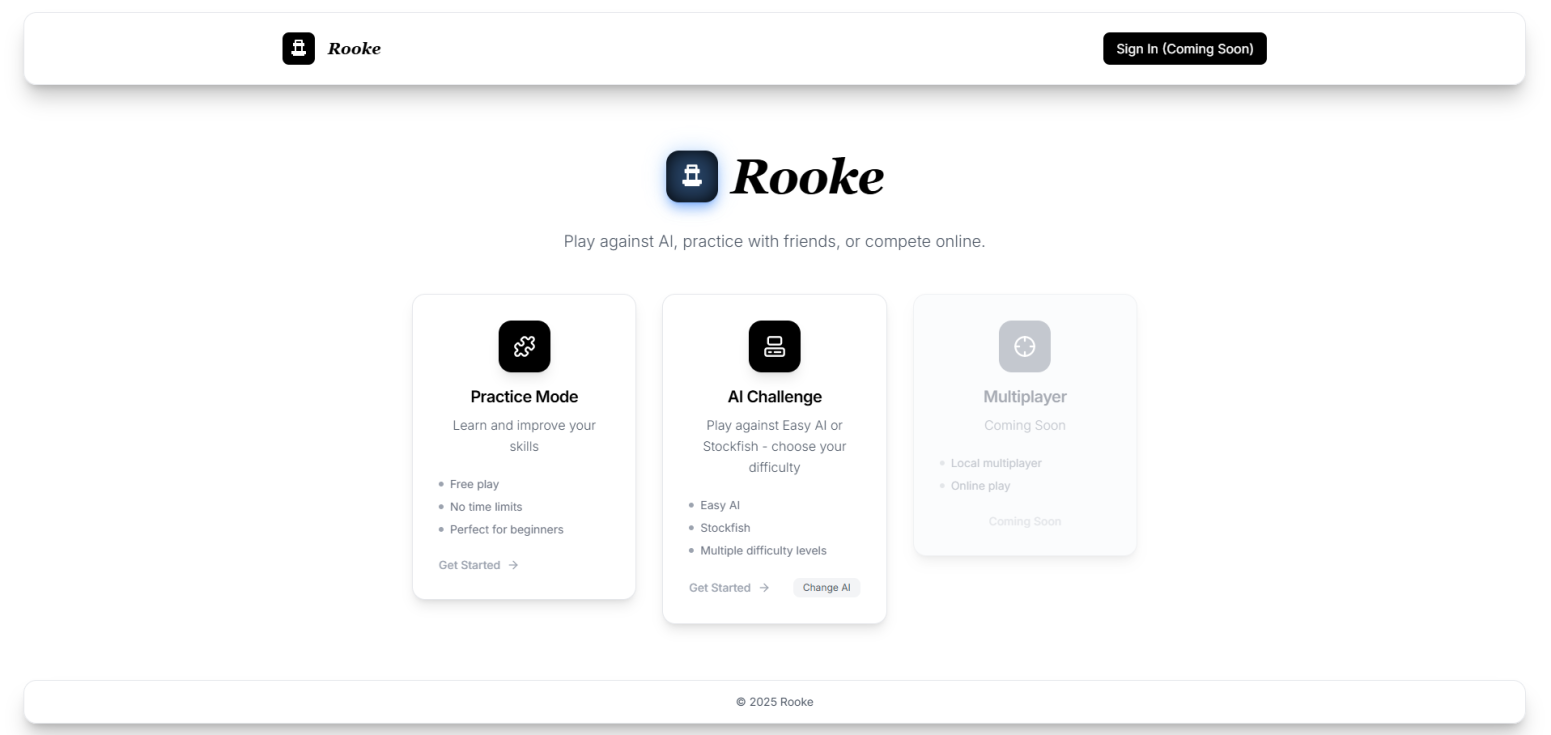 Rooke
Sign In (Coming Soon)
Rooke
Play against AI, practice with friends, or compete online.
Practice Mode
Learn and improve your
skills
Free play
No time limits
Perfect for beginners
Get Started →
AI Challenge
Play against Easy AI or
Stockfish - choose your
difficulty
Easy AI
Stockfish
Multiple difficulty levels
Get Started →
Change AI
Multiplayer
Coming Soon
Local multiplayer
Online play
Coming Soon
© 2025 Rooke